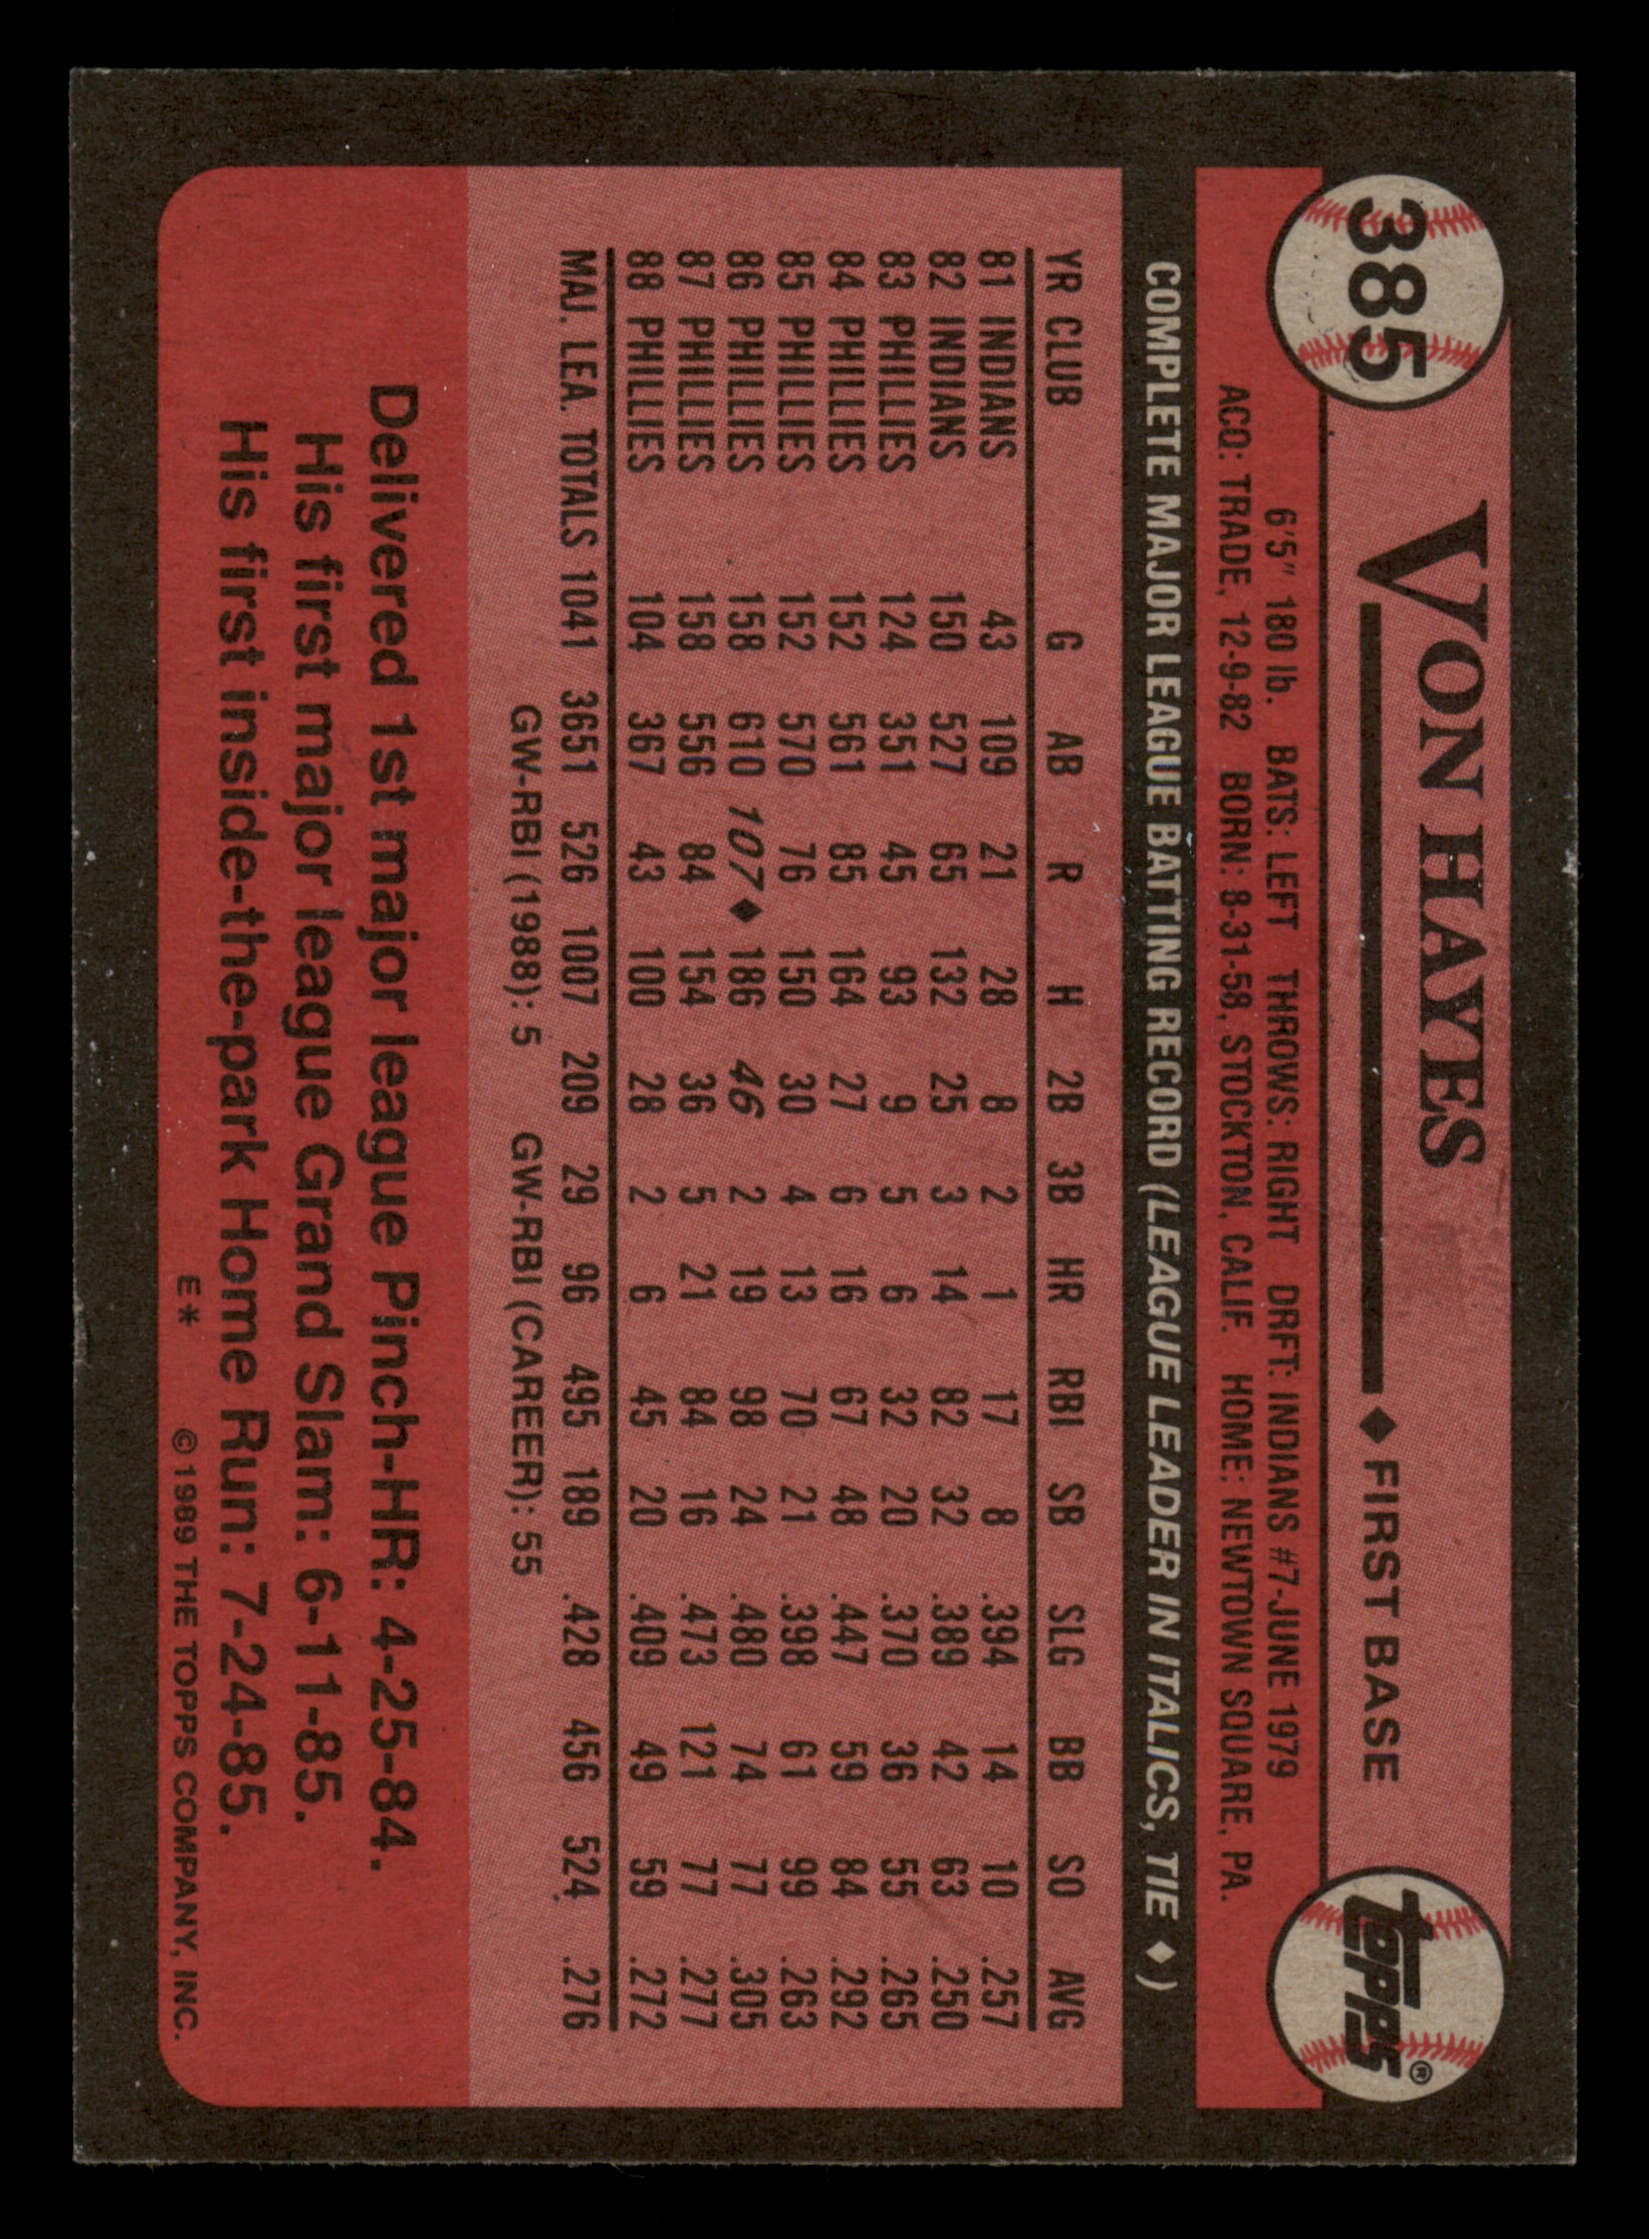 385
VON HAYES
◆ FIRST BASE
topps®
6'5" 180 lb. BATS: LEFT THROWS: RIGHT DRFT: INDIANS #7-JUNE 1979
ACQ: TRADE, 12-9-82 BORN: 8-31-58, STOCKTON, CALIF. HOME: NEWTOWN SQUARE, PA.
COMPLETE MAJOR LEAGUE BATTING RECORD (LEAGUE LEADER IN ITALICS, TIE ◆)
YR CLUB G AB R H 2B 3B HR RBI SB SLG BB SO AVG
81 INDIANS 43 109 21 28 8 2 1 17 8 .394 14 10 .257
82 INDIANS 150 527 65 132 25 3 14 82 32 .389 42 63 .250
83 PHILLIES 124 351 45 93 9 5 6 32 20 .370 36 55 .265
84 PHILLIES 152 561 85 164 27 6 16 67 48 .447 59 84 .292
85 PHILLIES 152 570 76 150 30 4 13 70 21 .398 61 99 .263
86 PHILLIES 158 610 107◆ 186 46 2 19 98 24 .480 74 77 .305
87 PHILLIES 158 556 84 154 36 5 21 84 16 .473 121 77 .277
88 PHILLIES 104 367 43 100 28 2 6 45 20 .409 49 59 .272
MAJ. LEA. TOTALS 1041 3651 526 1007 209 29 96 495 189 .428 456 524 .276
GW-RBI (1988): 5 GW-RBI (CAREER): 55
Delivered 1st major league Pinch-HR: 4-25-84.
His first major league Grand Slam: 6-11-85.
His first inside-the-park Home Run: 7-24-85.
E* © 1989 THE TOPPS COMPANY, INC.